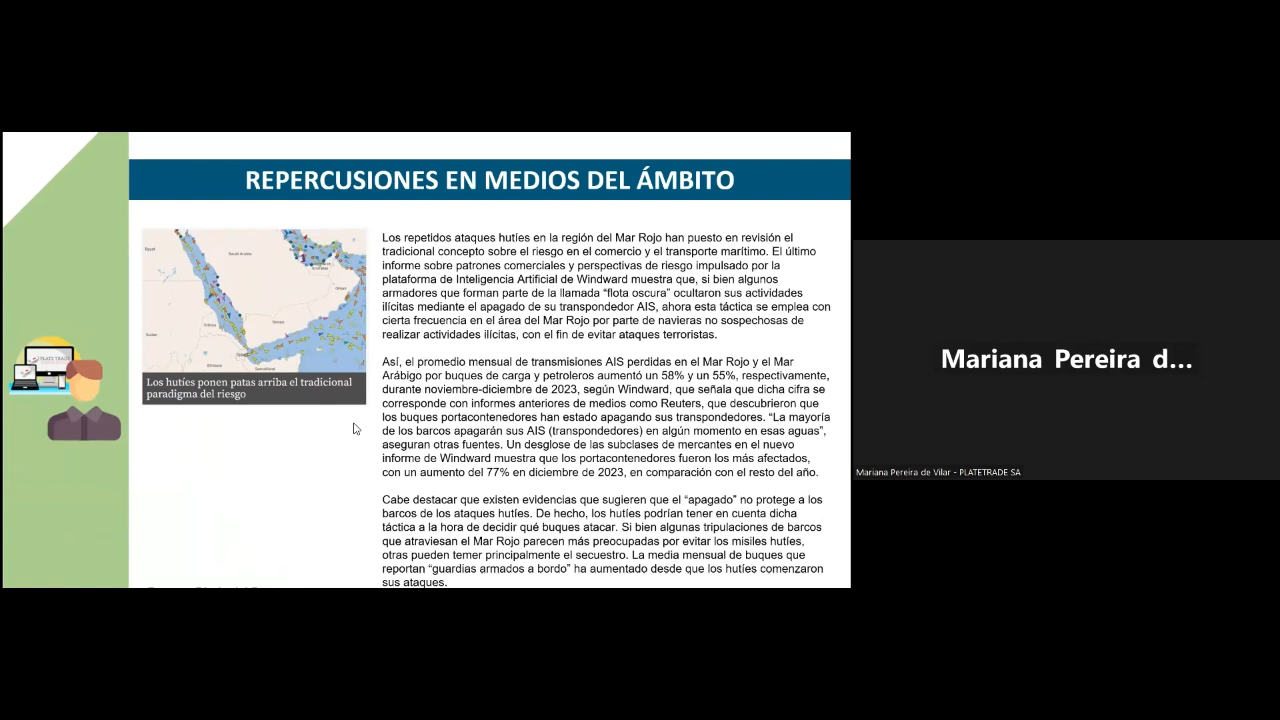 REPERCUSIONES EN MEDIOS DEL ÁMBITO
Los hutíes ponen patas arriba el tradicional
paradigma del riesgo
Los repetidos ataques hutíes en la región del Mar Rojo han puesto en revisión el
tradicional concepto sobre el riesgo en el comercio y el transporte marítimo. El último
informe sobre patrones comerciales y perspectivas de riesgo impulsado por la
plataforma de Inteligencia Artificial de Windward muestra que, si bien algunos
armadores que forman parte de la llamada “flota oscura” ocultaron sus actividades
ilícitas mediante el apagado de su transpondedor AIS, ahora esta táctica se emplea con
cierta frecuencia en el área del Mar Rojo por parte de navieras no sospechosas de
realizar actividades ilícitas, con el fin de evitar ataques terroristas.
Así, el promedio mensual de transmisiones AIS perdidas en el Mar Rojo y el Mar
Arábigo por buques de carga y petroleros aumentó un 58% y un 55%, respectivamente,
durante noviembre-diciembre de 2023, según Windward, que señala que dicha cifra se
corresponde con informes anteriores de medios como Reuters, que descubrieron que
los buques portacontenedores han estado apagando sus transpondedores. “La mayoría
de los barcos apagarán sus AIS (transpondedores) en algún momento en esas aguas”,
aseguran otras fuentes. Un desglose de las subclases de mercantes en el nuevo
informe de Windward muestra que los portacontenedores fueron los más afectados,
con un aumento del 77% en diciembre de 2023, en comparación con el resto del año.
Cabe destacar que existen evidencias que sugieren que el “apagado” no protege a los
barcos de los ataques hutíes. De hecho, los hutíes podrían tener en cuenta dicha
táctica a la hora de decidir qué buques atacar. Si bien algunas tripulaciones de barcos
que atraviesan el Mar Rojo parecen más preocupadas por evitar los misiles hutíes,
otras pueden temer principalmente el secuestro. La media mensual de buques que
reportan “guardias armados a bordo” ha aumentado desde que los hutíes comenzaron
sus ataques.
Mariana Pereira d...
Mariana Pereira de Vilar - PLATETRADE SA